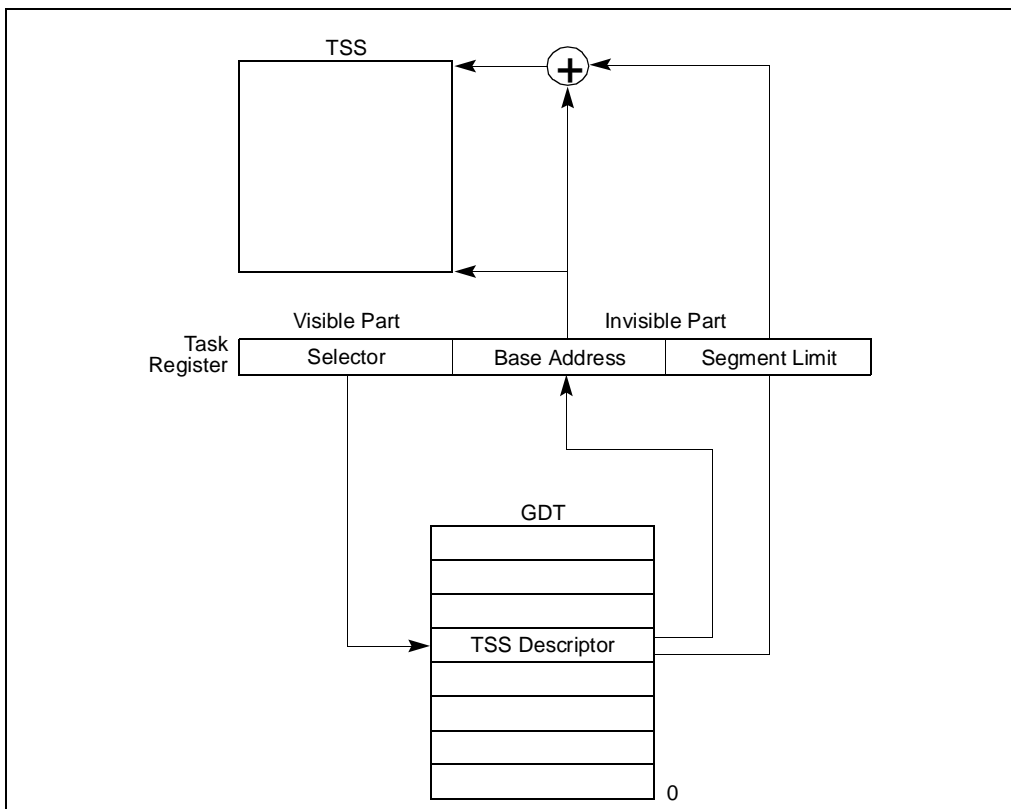 TSS
+
Visible Part
Invisible Part
Task
Register
Selector
Base Address
Segment Limit
GDT
TSS Descriptor
0